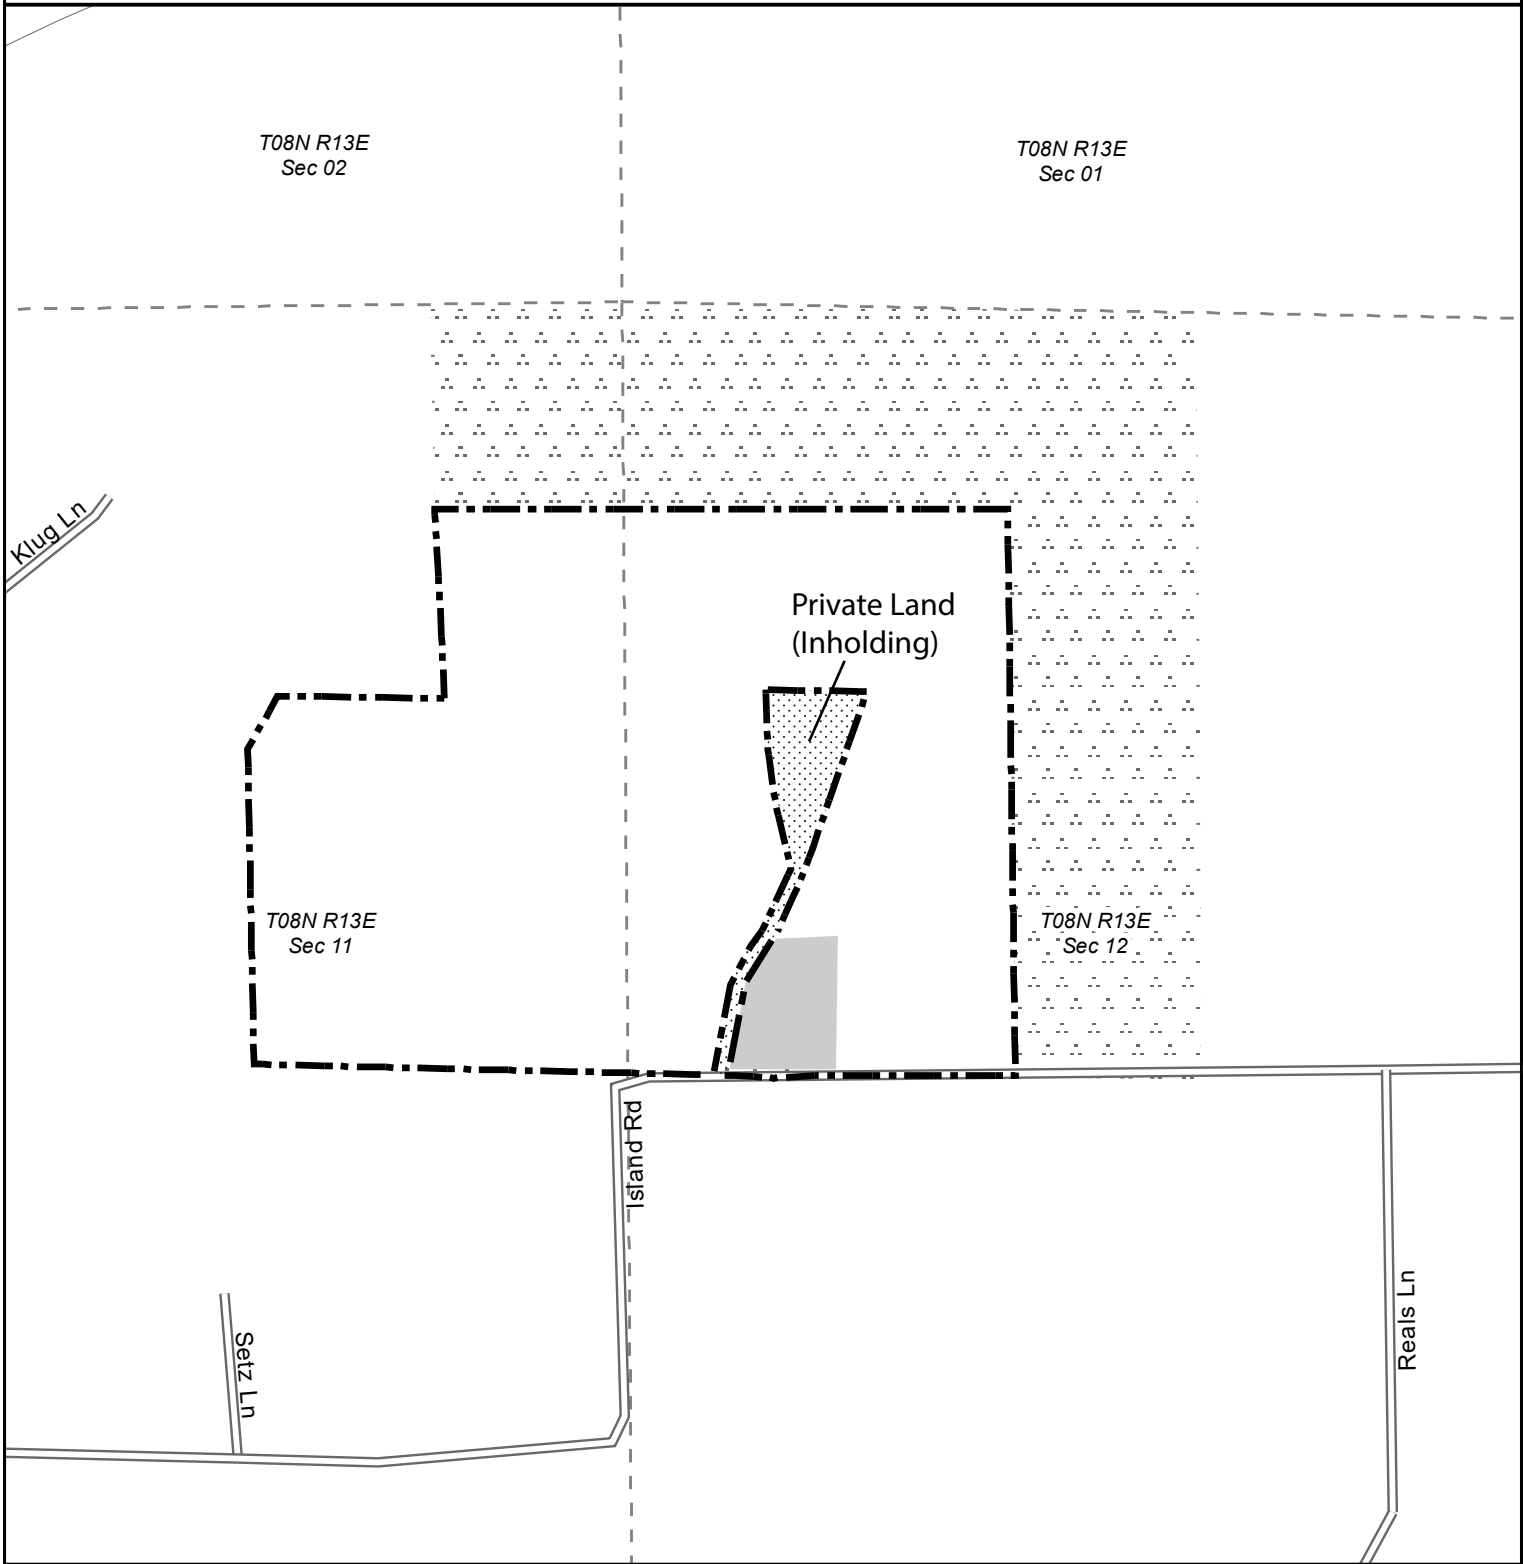 T08N R13E
Sec 02
T08N R13E
Sec 01
Klug Ln
Private Land
(Inholding)
T08N R13E
Sec 11
T08N R13E
Sec 12
Island Rd
Setz Ln
Reals Ln